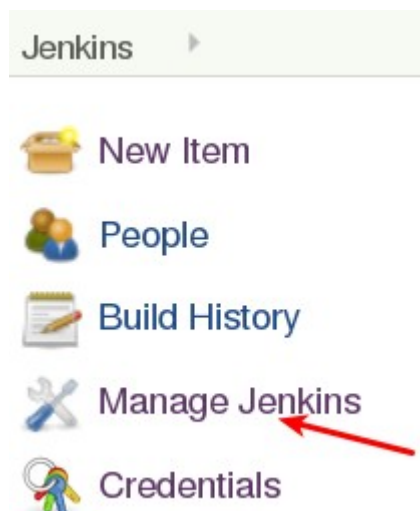 Jenkins
New Item
People
Build History
Manage Jenkins
Credentials